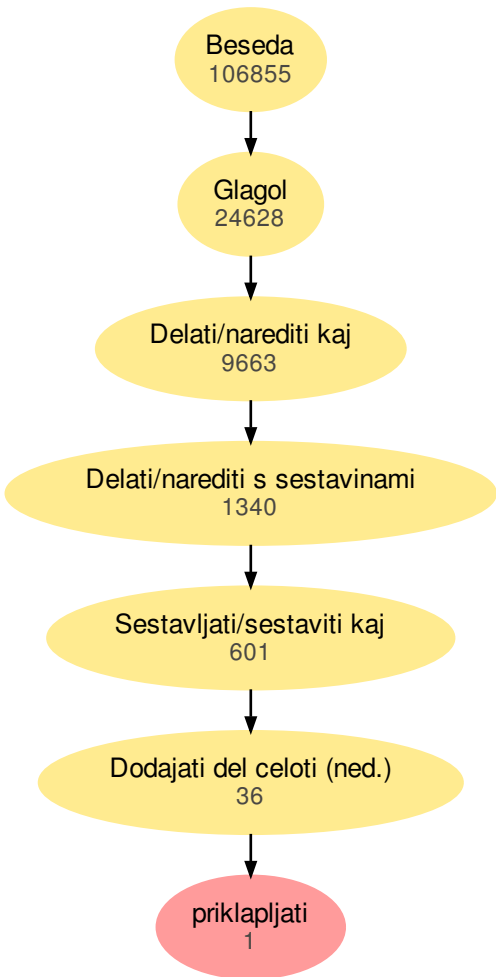 Beseda
106855
Glagol
24628
Delati/narediti kaj
9663
Delati/narediti s sestavinami
1340
Sestavljati/sestaviti kaj
601
Dodajati del celoti (ned.)
36
priklapljati
1